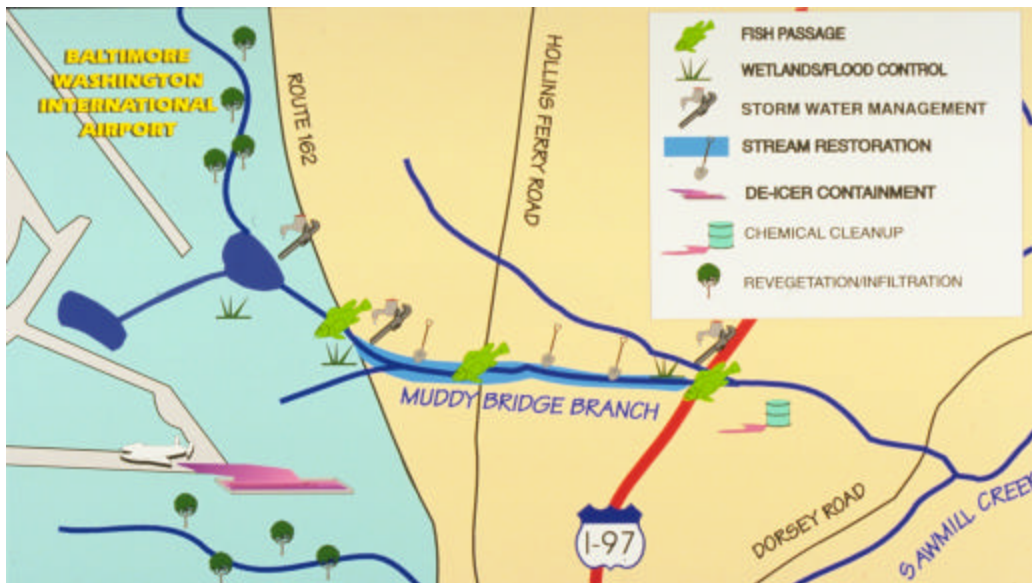 BALTIMORE
WASHINGTON
INTERNATIONAL
AIRPORT
ROUTE 162
HOLLINS FERRY ROAD
FISH PASSAGE
WETLANDS/FLOOD CONTROL
STORM WATER MANAGEMENT
STREAM RESTORATION
DE-ICER CONTAINMENT
CHEMICAL CLEANUP
REVEGETATION/INFILTRATION
MUDDY BRIDGE BRANCH
I-97
DORSEY ROAD
SAWMILL CREEK